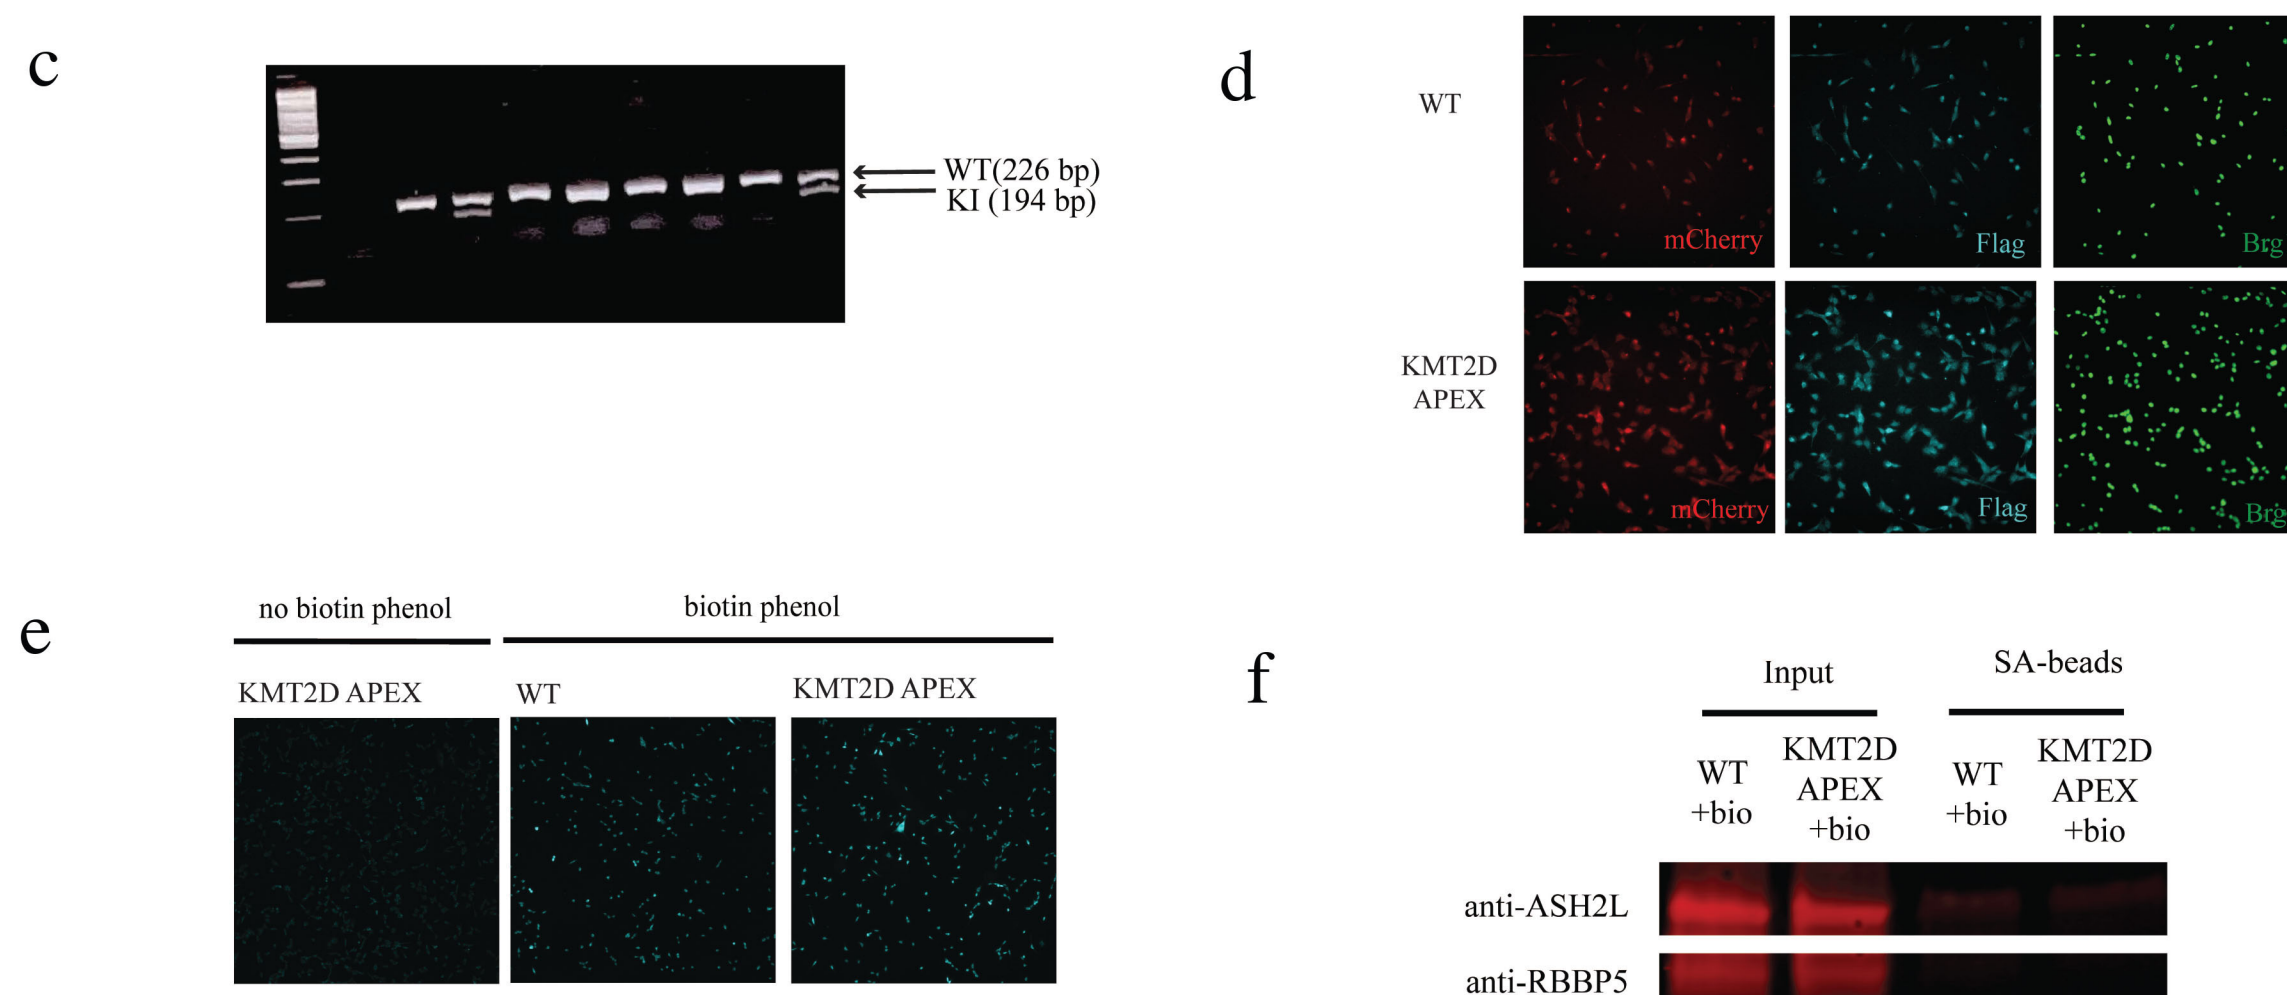 c
WT(226 bp)
KI (194 bp)
d
WT
mCherry
Flag
Brg
KMT2D
APEX
mCherry
Flag
Brg
e
no biotin phenol
biotin phenol
KMT2D APEX
WT
KMT2D APEX
f
Input
SA-beads
WT
+bio
KMT2D
APEX
+bio
WT
+bio
KMT2D
APEX
+bio
anti-ASH2L
anti-RBBP5